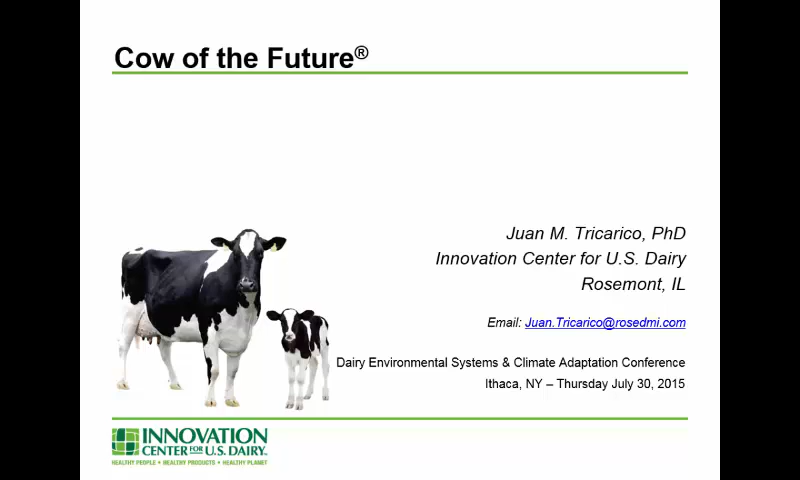 Cow of the Future®
Juan M. Tricarico, PhD
Innovation Center for U.S. Dairy
Rosemont, IL
Email: Juan.Tricarico@rosedmi.com
Dairy Environmental Systems & Climate Adaptation Conference
Ithaca, NY – Thursday July 30, 2015
INNOVATION
CENTER FOR U.S. DAIRY.
HEALTHY PEOPLE • HEALTHY PRODUCTS • HEALTHY PLANET